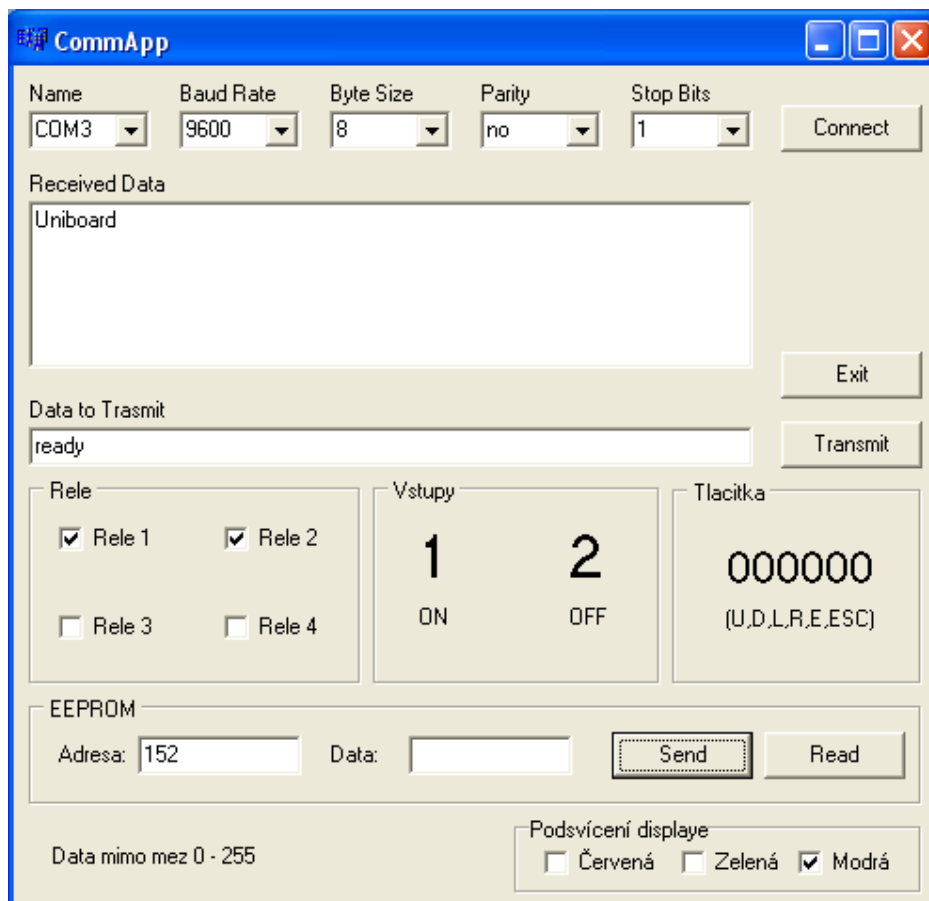 CommApp
Name Baud Rate Byte Size Parity Stop Bits
COM3 9600 8 no 1 Connect
Received Data
Uniboard
Exit
Data to Trasmit
ready Transmit
Rele Vstupy Tlacitka
Rele 1 Rele 2 1 2 000000
Rele 3 Rele 4 ON OFF (U,D,L,R,E,ESC)
EEPROM
Adresa: 152 Data: Send Read
Podsvícení displaye
Data mimo mez 0 - 255 Červená Zelená Modrá